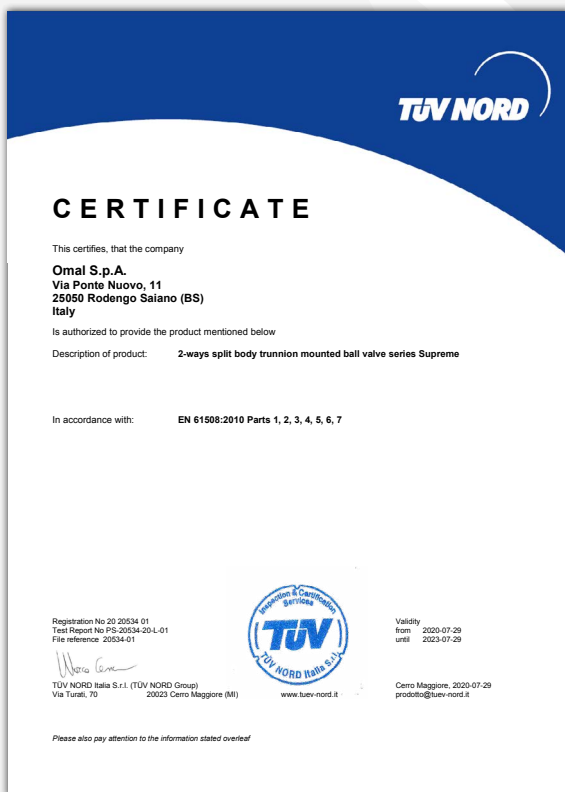 TÜV NORD
CERTIFICATE
This certifies, that the company
Omal S.p.A.
Via Ponte Nuovo, 11
25050 Rodengo Saiano (BS)
Italy
Is authorized to provide the product mentioned below
Description of product: 2-ways split body trunnion mounted ball valve series Supreme
In accordance with: EN 61508:2010 Parts 1, 2, 3, 4, 5, 6, 7
Registration No 20 20534 01
Test Report No PS-20534-20-L-01
File reference 20534-01
Inspection & Certification
Services
TÜV
TÜV NORD Italia S.r.l.
Validity
from 2020-07-29
until 2023-07-29
TÜV NORD Italia S.r.l. (TÜV NORD Group)
Via Turati, 70 20023 Cerro Maggiore (MI) www.tuev-nord.it
Cerro Maggiore, 2020-07-29
prodotto@tuev-nord.it
Please also pay attention to the information stated overleaf